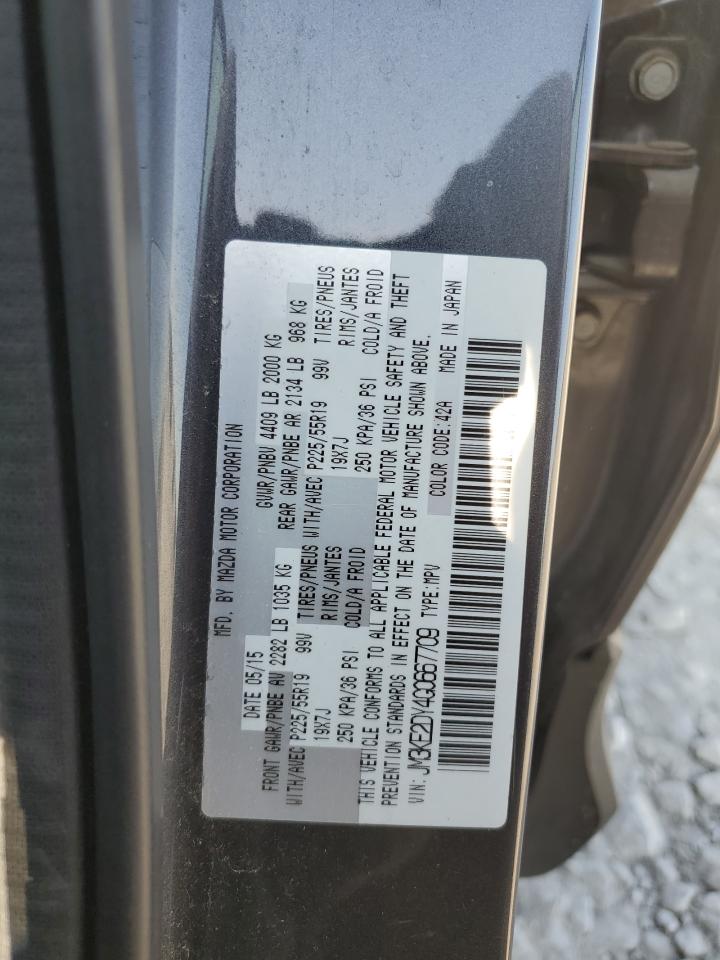 MFD. BY MAZDA MOTOR CORPORATION
DATE 05/15 GVWR/PNBV 4409 LB 2000 KG
FRONT GAWR/PNBE AV 2282 LB 1035 KG REAR GAWR/PNBE AR 2134 LB 968 KG
WITH/AVEC P225/55R19 99V TIRES/PNEUS WITH/AVEC P225/55R19 99V TIRES/PNEUS
19X7J RIMS/JANTES 19X7J RIMS/JANTES
250 KPA/36 PSI COLD/A FROID 250 KPA/36 PSI COLD/A FROID
THIS VEHICLE CONFORMS TO ALL APPLICABLE FEDERAL MOTOR VEHICLE SAFETY AND THEFT
PREVENTION STANDARDS IN EFFECT ON THE DATE OF MANUFACTURE SHOWN ABOVE.
VIN: JM3KE2DY4G0667709 TYPE: MPV COLOR CODE: 42A MADE IN JAPAN